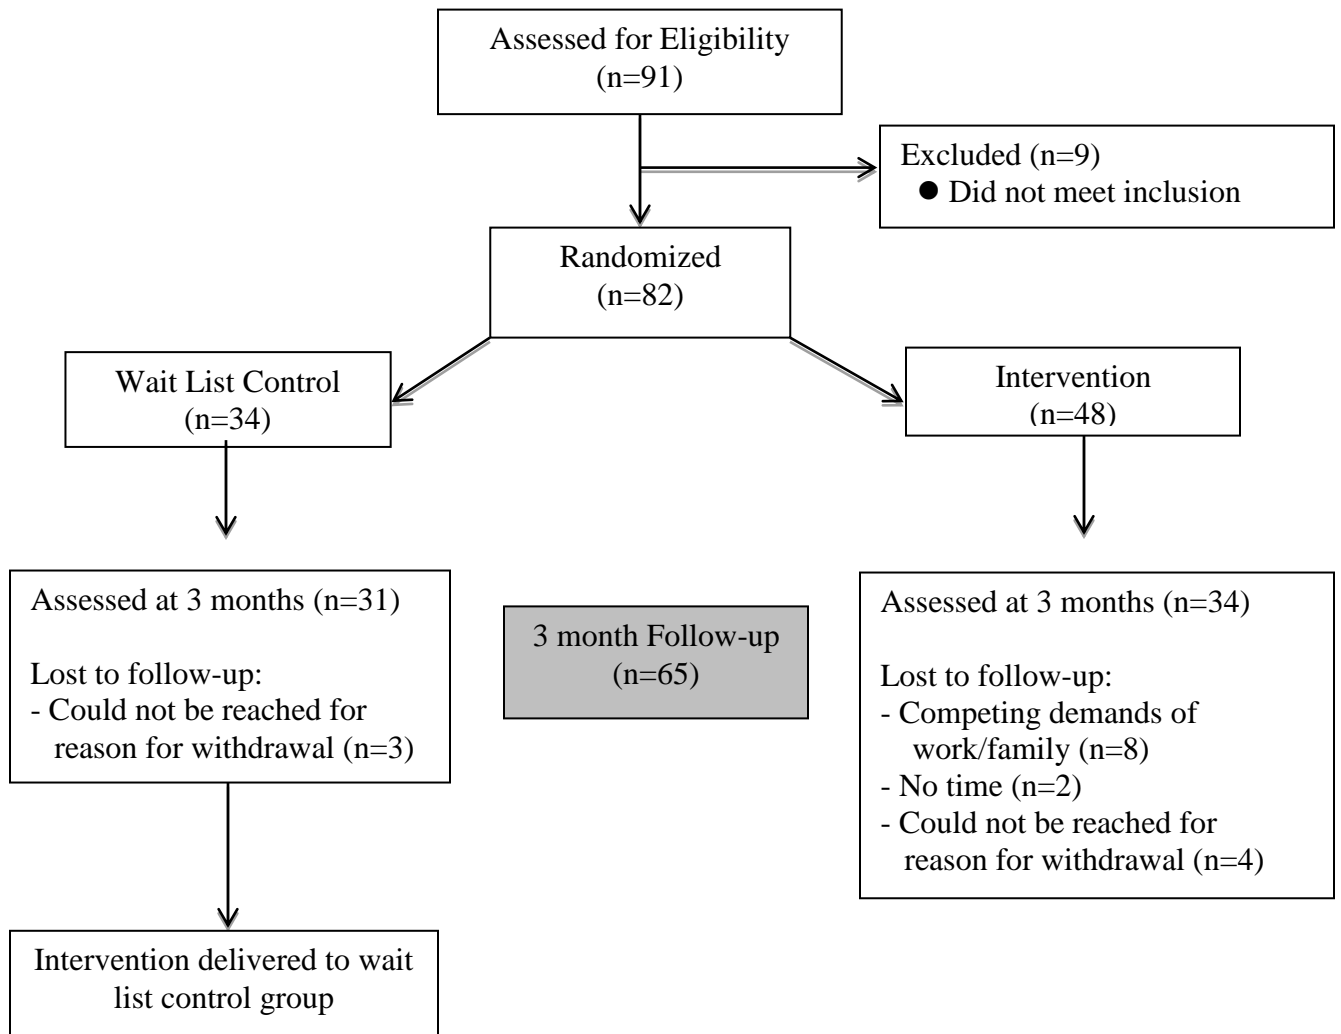 Assessed for Eligibility
(n=91)
Excluded (n=9)
● Did not meet inclusion
Randomized
(n=82)
Wait List Control
(n=34)
Intervention
(n=48)
Assessed at 3 months (n=31)
Lost to follow-up:
- Could not be reached for
reason for withdrawal (n=3)
3 month Follow-up
(n=65)
Assessed at 3 months (n=34)
Lost to follow-up:
- Competing demands of
work/family (n=8)
- No time (n=2)
- Could not be reached for
reason for withdrawal (n=4)
Intervention delivered to wait
list control group